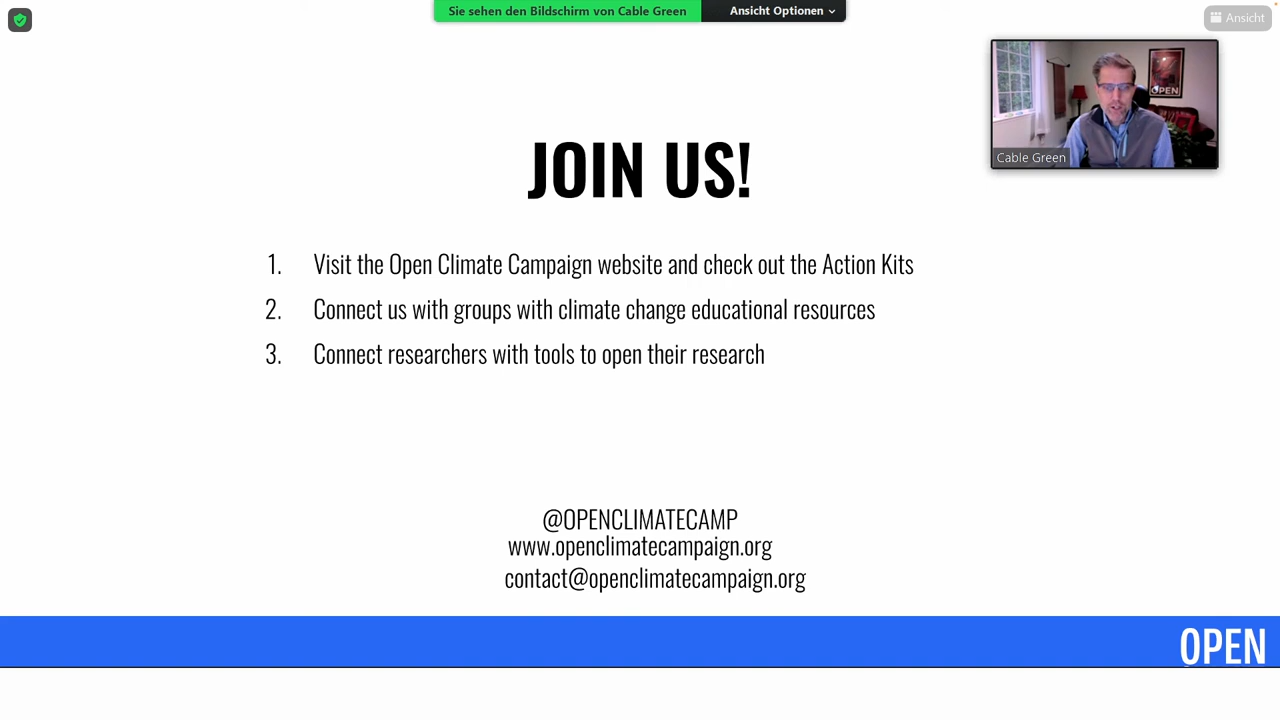 Sie sehen den Bildschirm von Cable Green
Ansicht Optionen
Ansicht
OPEN
Cable Green
JOIN US!
1. Visit the Open Climate Campaign website and check out the Action Kits
2. Connect us with groups with climate change educational resources
3. Connect researchers with tools to open their research
@OPENCLIMATECAMP
www.openclimatecampaign.org
contact@openclimatecampaign.org
OPEN